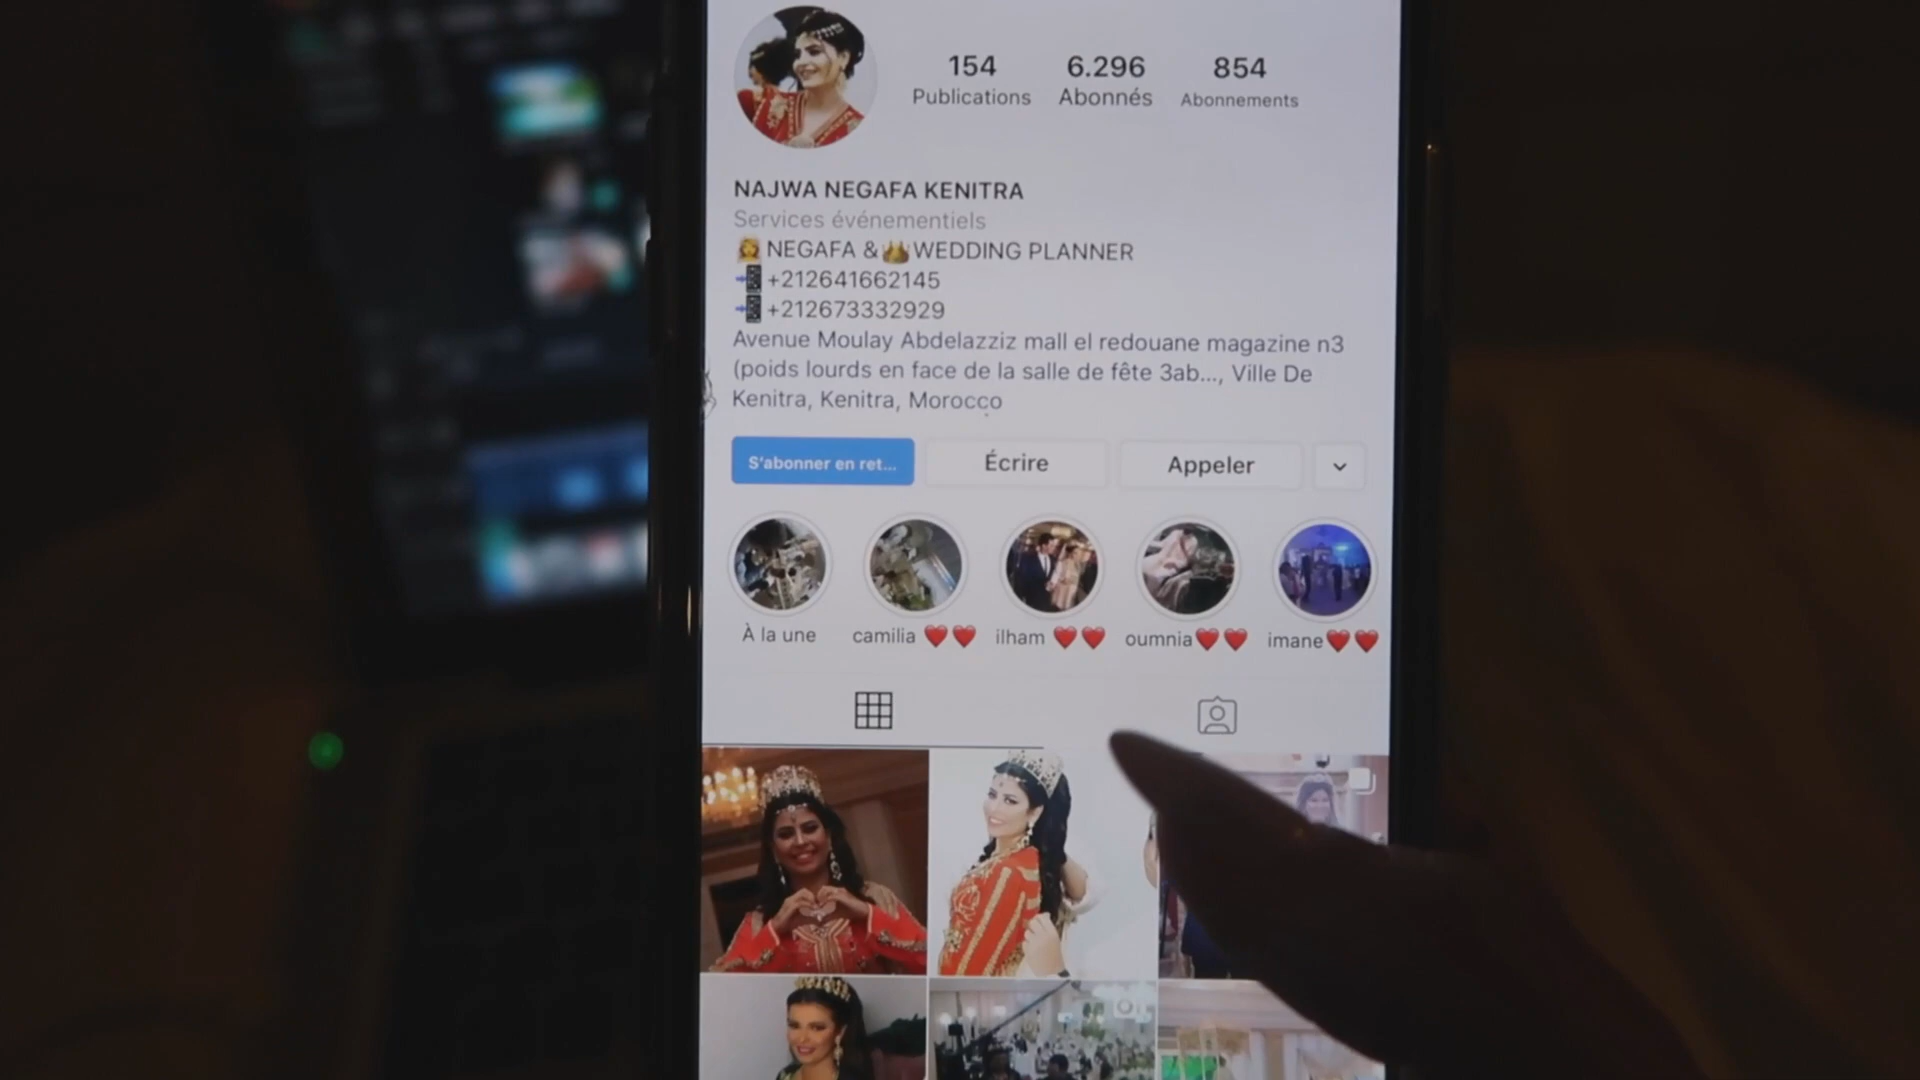 154 6.296 854
Publications Abonnés Abonnements
NAJWA NEGAFA KENITRA
Services événementiels
👰 NEGAFA & 👑 WEDDING PLANNER
📲 +212641662145
📲 +212673332929
Avenue Moulay Abdelazziz mall el redouane magazine n3
(poids lourds en face de la salle de fête 3ab..., Ville De
Kenitra, Kenitra, Morocco
S'abonner en ret... Écrire Appeler
À la une camilia ❤️❤️ ilham ❤️❤️ oumnia❤️❤️ imane❤️❤️